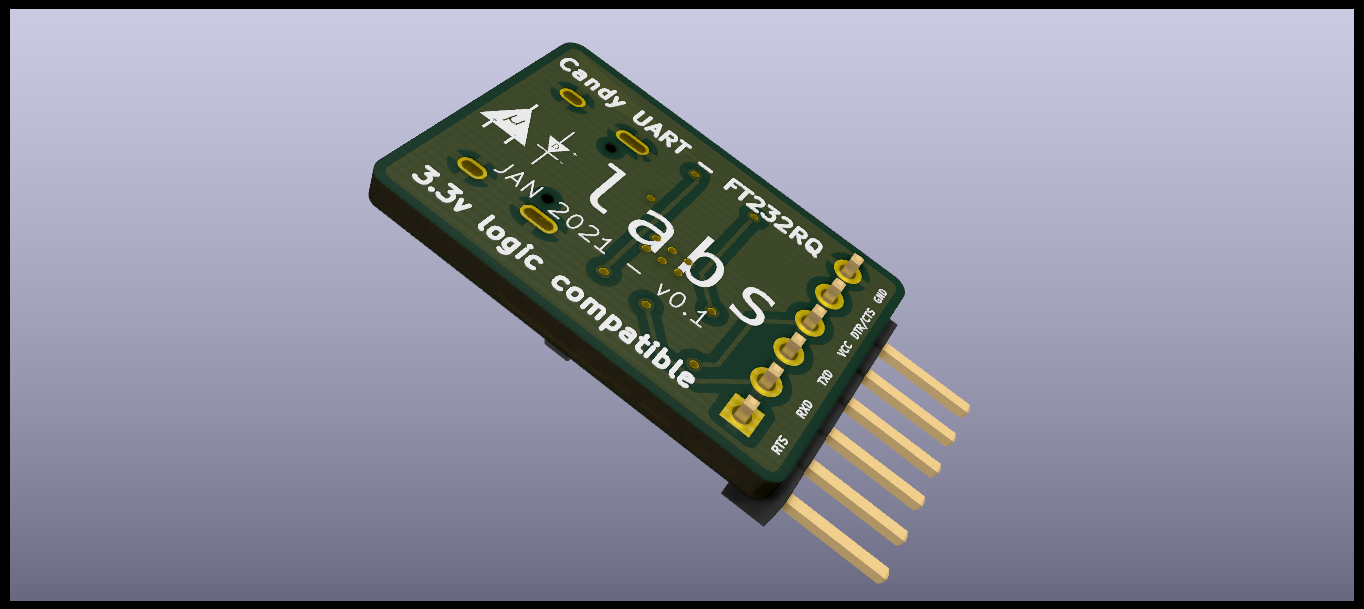 Candy UART - FT232RQ
μ
D
labs
JAN 2021 - v0.1
3.3v logic compatible
GND
DTR/CTS
VCC
TXD
RXD
RTS